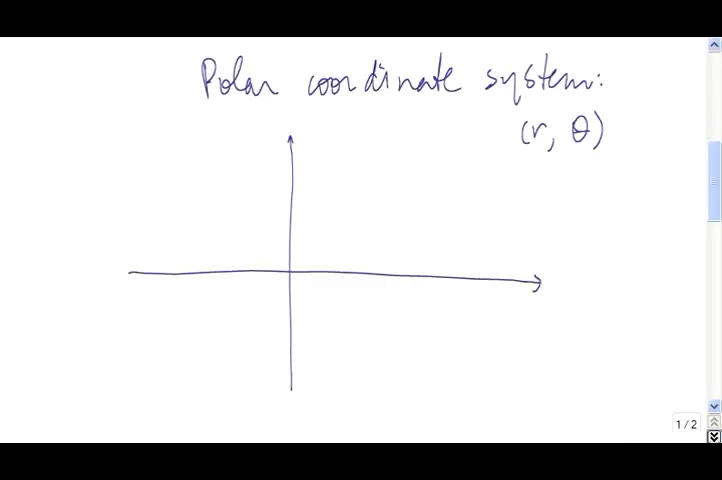 Polar coordinate system:
(r, θ)
1 / 2